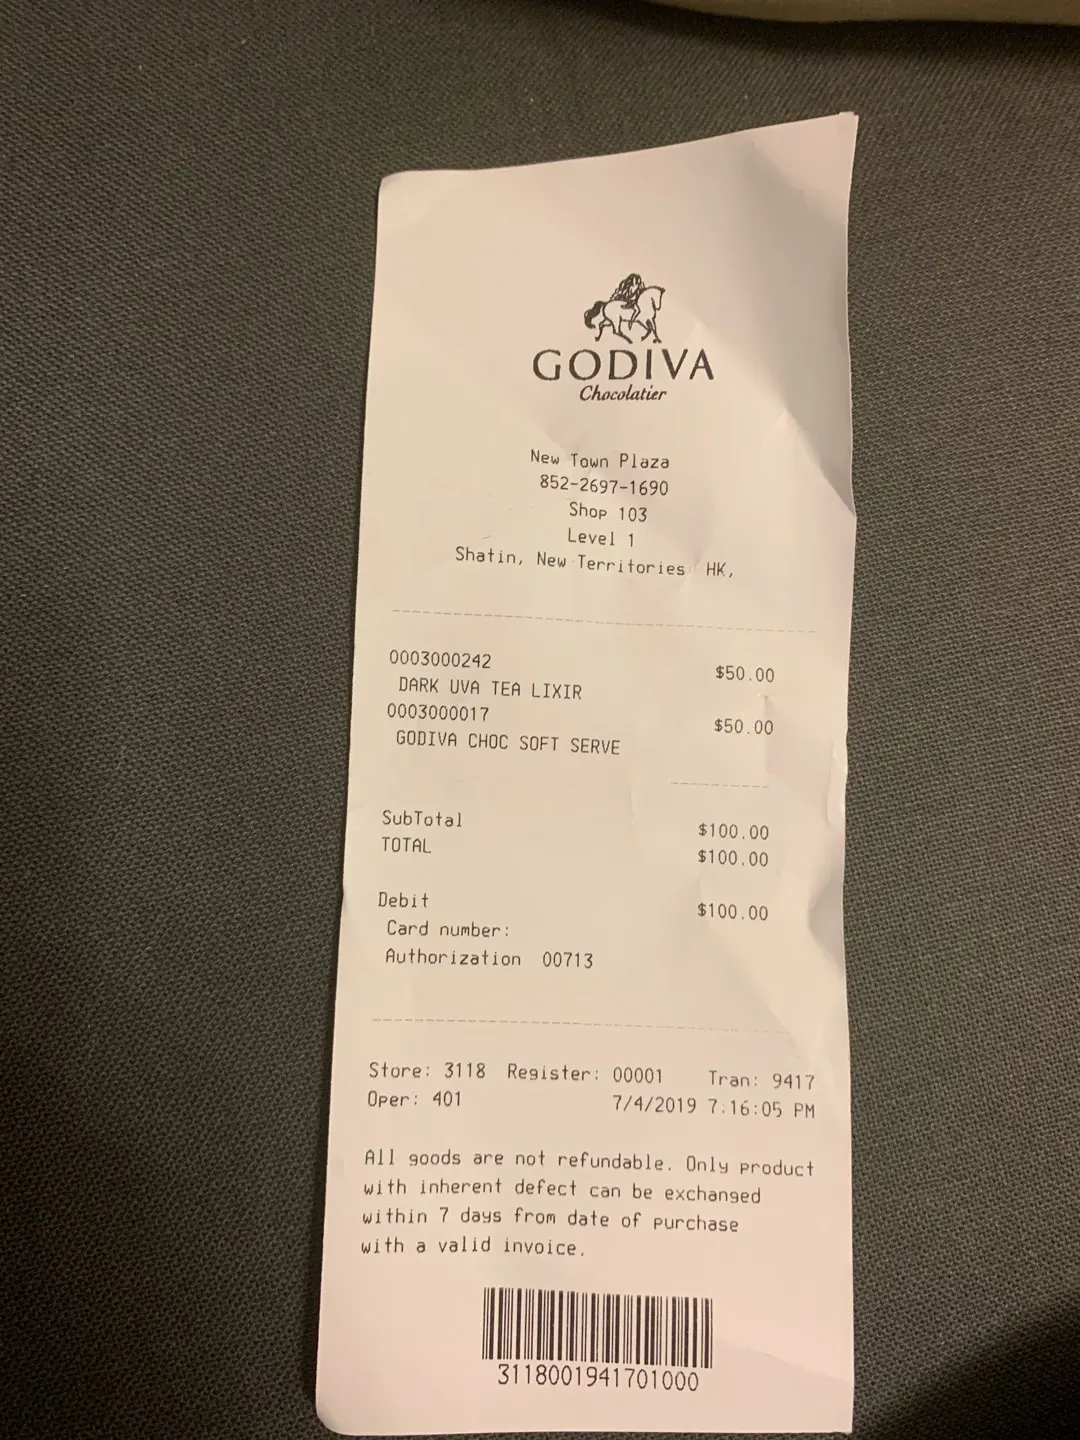 GODIVA
Chocolatier
New Town Plaza
852-2697-1690
Shop 103
Level 1
Shatin, New Territories HK,
0003000242 $50.00
DARK UVA TEA LIXIR
0003000017 $50.00
GODIVA CHOC SOFT SERVE
SubTotal $100.00
TOTAL $100.00
Debit $100.00
Card number:
Authorization 00713
Store: 3118 Register: 00001 Tran: 9417
Oper: 401 7/4/2019 7:16:05 PM
All goods are not refundable. Only product
with inherent defect can be exchanged
within 7 days from date of purchase
with a valid invoice.
3118001941701000